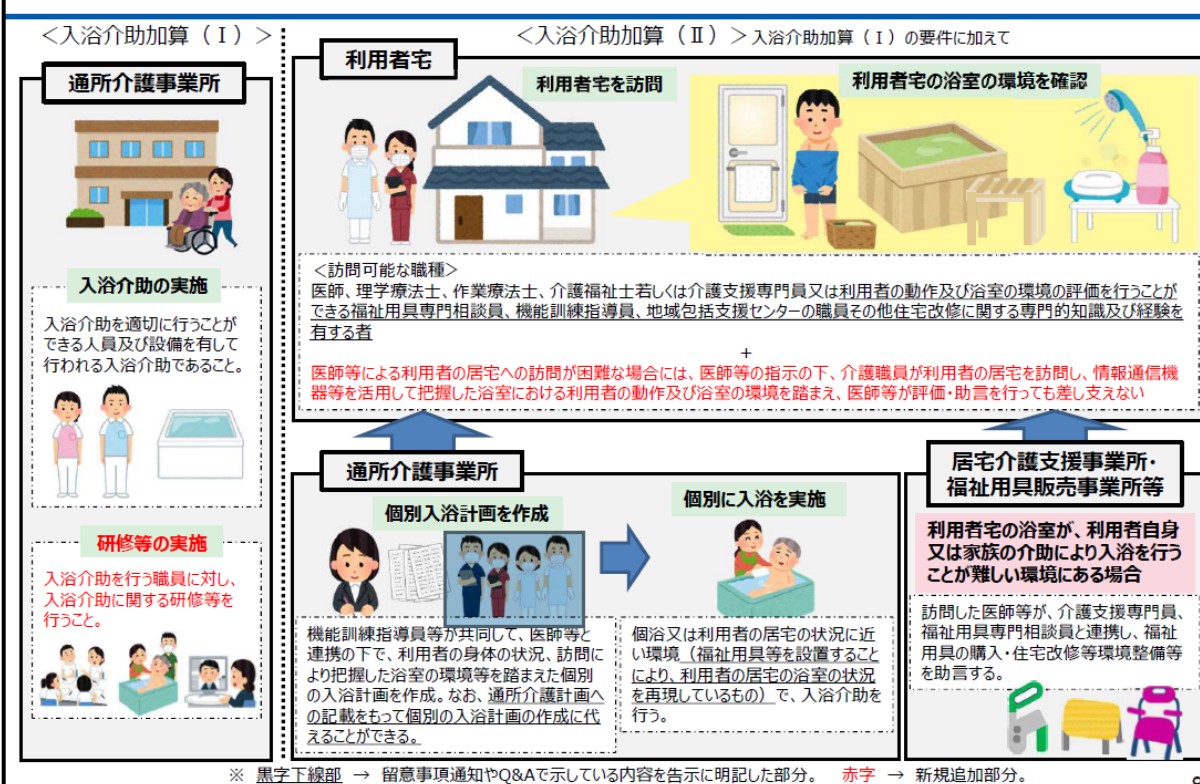 ＜入浴介助加算（Ⅰ）＞
通所介護事業所
入浴介助の実施
入浴介助を適切に行うことが
できる人員及び設備を有して
行われる入浴介助であること。
研修等の実施
入浴介助を行う職員に対し、
入浴介助に関する研修等を
行うこと。
＜入浴介助加算（Ⅱ）＞入浴介助加算（Ⅰ）の要件に加えて
利用者宅
利用者宅を訪問
利用者宅の浴室の環境を確認
＜訪問可能な職種＞
医師、理学療法士、作業療法士、介護福祉士若しくは介護支援専門員又は利用者の動作及び浴室の環境の評価を行うことが
できる福祉用具専門相談員、機能訓練指導員、地域包括支援センターの職員その他住宅改修に関する専門的知識及び経験を
有する者
+
医師等による利用者の居宅への訪問が困難な場合には、医師等の指示の下、介護職員が利用者の居宅を訪問し、情報通信機
器等を活用して把握した浴室における利用者の動作及び浴室の環境を踏まえ、医師等が評価・助言を行っても差し支えない
通所介護事業所
個別入浴計画を作成
機能訓練指導員等が共同して、医師等と
連携の下で、利用者の身体の状況、訪問に
より把握した浴室の環境等を踏まえた個別
の入浴計画を作成。なお、通所介護計画へ
の記載をもって個別の入浴計画の作成に代
えることができる。
個別に入浴を実施
個浴又は利用者の居宅の状況に近
い環境（福祉用具等を設置すること
により、利用者の居宅の浴室の状況
を再現しているもの）で、入浴介助を
行う。
居宅介護支援事業所・
福祉用具販売事業所等
利用者宅の浴室が、利用者自身
又は家族の介助により入浴を行う
ことが難しい環境にある場合
訪問した医師等が、介護支援専門員、
福祉用具専門相談員と連携し、福祉
用具の購入・住宅改修等環境整備等
を助言する。
※ 黒字下線部 → 留意事項通知やQ&Aで示している内容を告示に明記した部分。 赤字 → 新規追加部分。